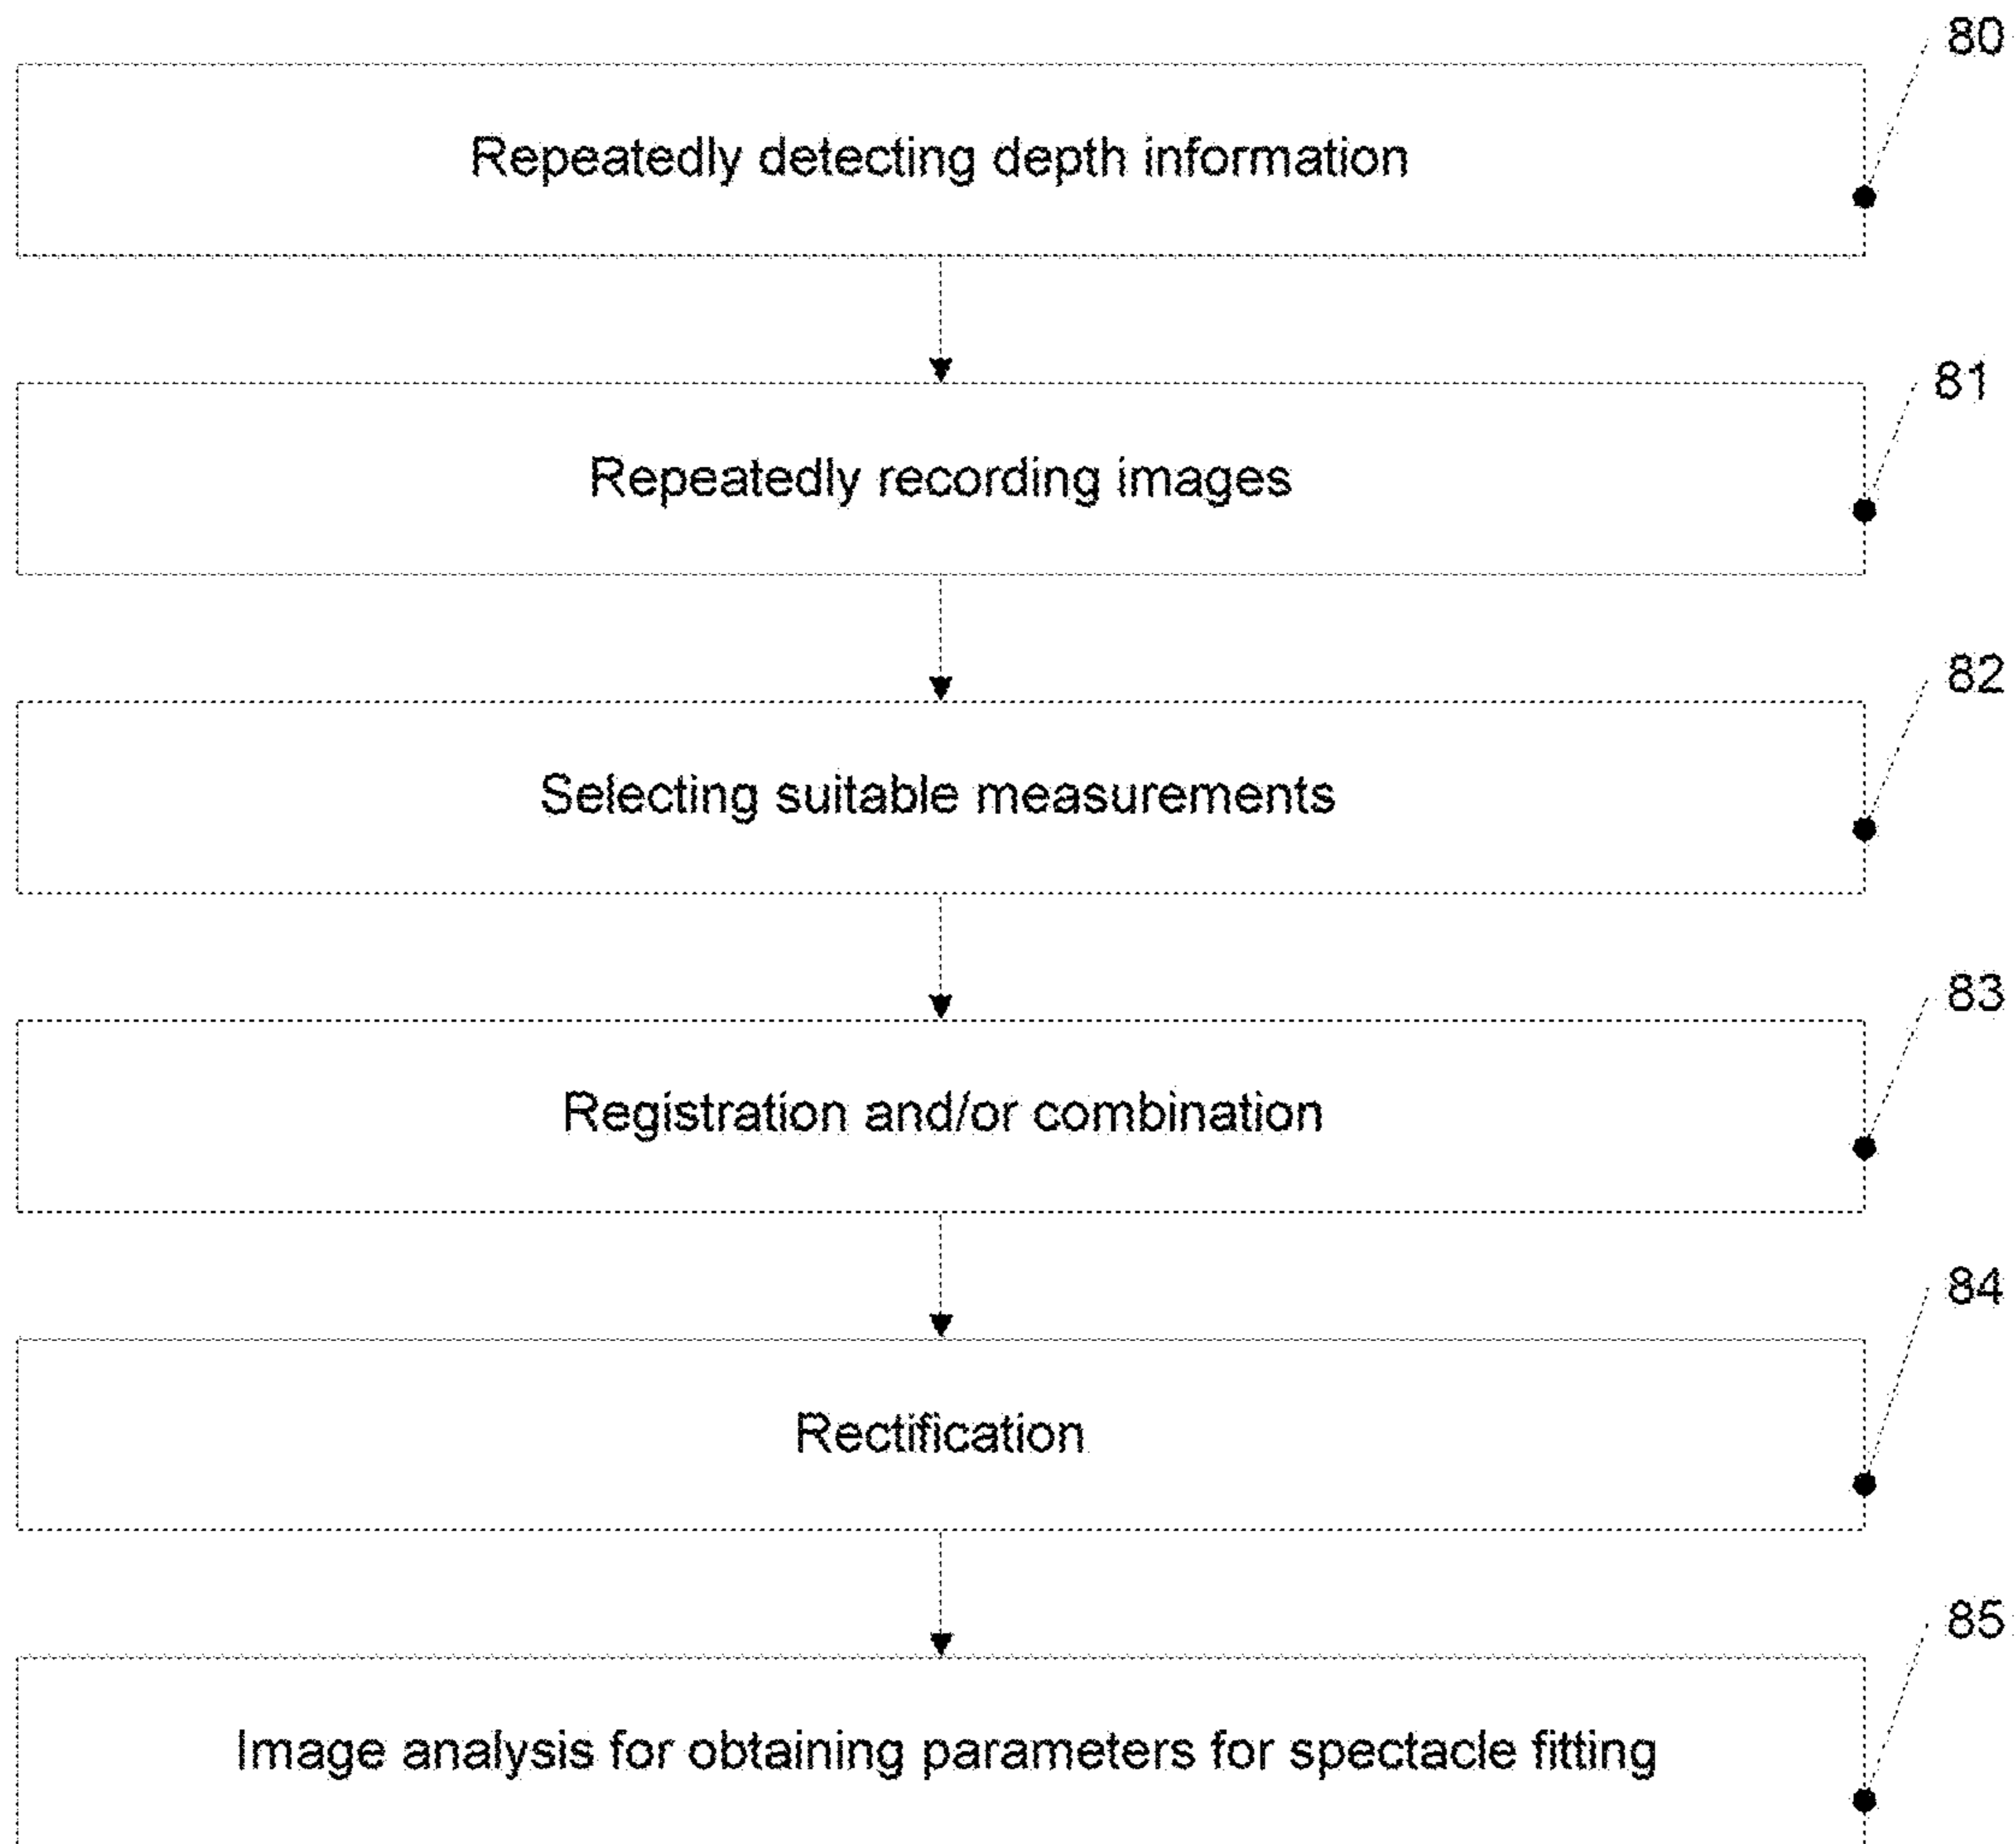 80
Repeatedly detecting depth information
81
Repeatedly recording images
82
Selecting suitable measurements
83
Registration and/or combination
84
Rectification
85
Image analysis for obtaining parameters for spectacle fitting